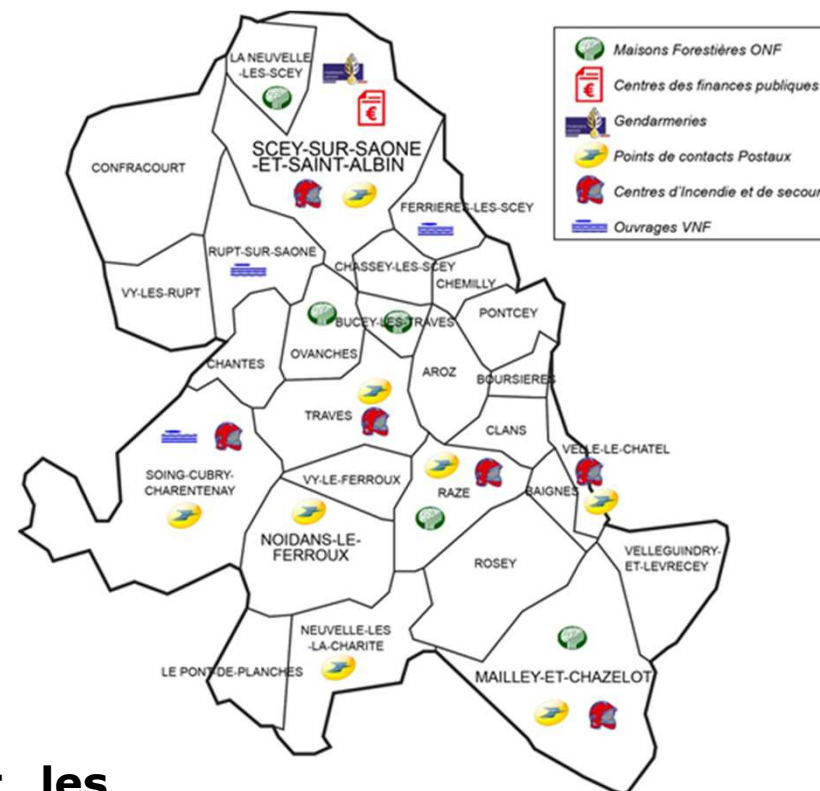 LA NEUVELLE
-LES-SCEY
SCEY-SUR-SAONE
-ET-SAINT-ALBIN
CONFRACOURT
FERRIERES-LES-SCEY
RUPT-SUR-SAONE
CHASSEY-LES-SCEY
VY-LES-RUPT
CHEMILLY
PONTCEY
BUCEY-LES-TRAVES
OVANCHES
CHANTES
AROZ
BOURSIERES
TRAVES
CLANS
VELLE-LE-CHATEL
SOING-CUBRY-
CHARENTENAY
VY-LE-FERROUX
RAZE
BAIGNES
NOIDANS-LE-
FERROUX
ROSEY
VELLEGUINDRY-
ET-LEVRECEY
NEUVELLE-LES
-LA-CHARITE
LE PONT-DE-PLANCHES
MAILLEY-ET-CHAZELOT
Maisons Forestières ONF
Centres des finances publiques
Gendarmeries
Points de contacts Postaux
Centres d'Incendie et de secour
Ouvrages VNF
les